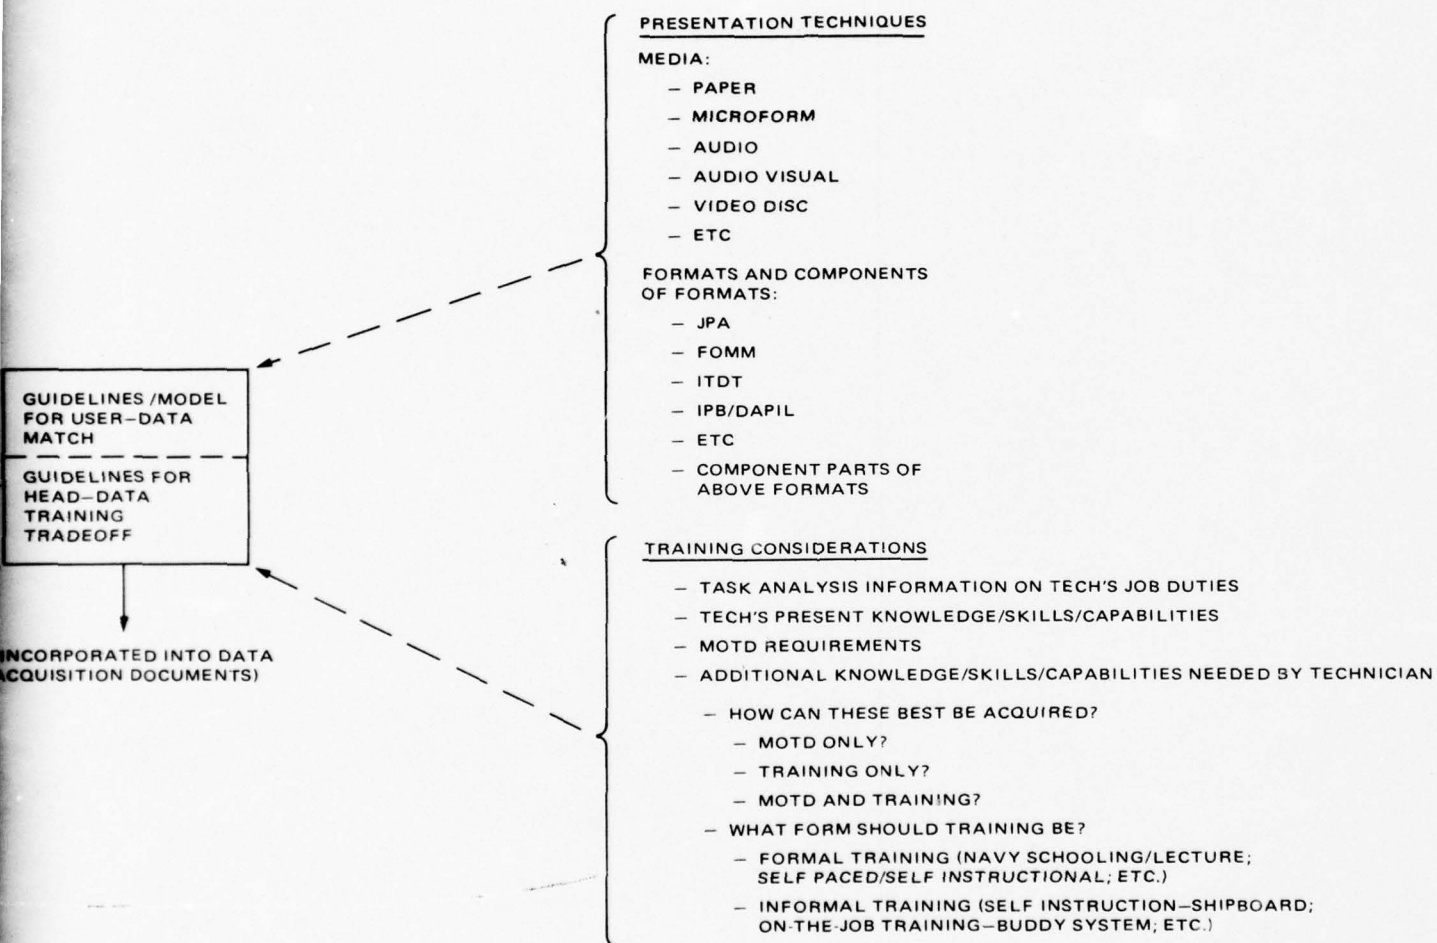 PRESENTATION TECHNIQUES
MEDIA:
– PAPER
– MICROFORM
– AUDIO
– AUDIO VISUAL
– VIDEO DISC
– ETC
FORMATS AND COMPONENTS
OF FORMATS:
– JPA
– FOMM
– ITDT
– IPB/DAPIL
– ETC
– COMPONENT PARTS OF
ABOVE FORMATS
GUIDELINES/MODEL
FOR USER–DATA
MATCH
GUIDELINES FOR
HEAD–DATA
TRAINING
TRADEOFF
INCORPORATED INTO DATA
ACQUISITION DOCUMENTS)
TRAINING CONSIDERATIONS
– TASK ANALYSIS INFORMATION ON TECH'S JOB DUTIES
– TECH'S PRESENT KNOWLEDGE/SKILLS/CAPABILITIES
– MOTD REQUIREMENTS
– ADDITIONAL KNOWLEDGE/SKILLS/CAPABILITIES NEEDED BY TECHNICIAN
– HOW CAN THESE BEST BE ACQUIRED?
– MOTD ONLY?
– TRAINING ONLY?
– MOTD AND TRAINING?
– WHAT FORM SHOULD TRAINING BE?
– FORMAL TRAINING (NAVY SCHOOLING/LECTURE;
SELF PACED/SELF INSTRUCTIONAL; ETC.)
– INFORMAL TRAINING (SELF INSTRUCTION–SHIPBOARD;
ON-THE-JOB TRAINING–BUDDY SYSTEM; ETC.)